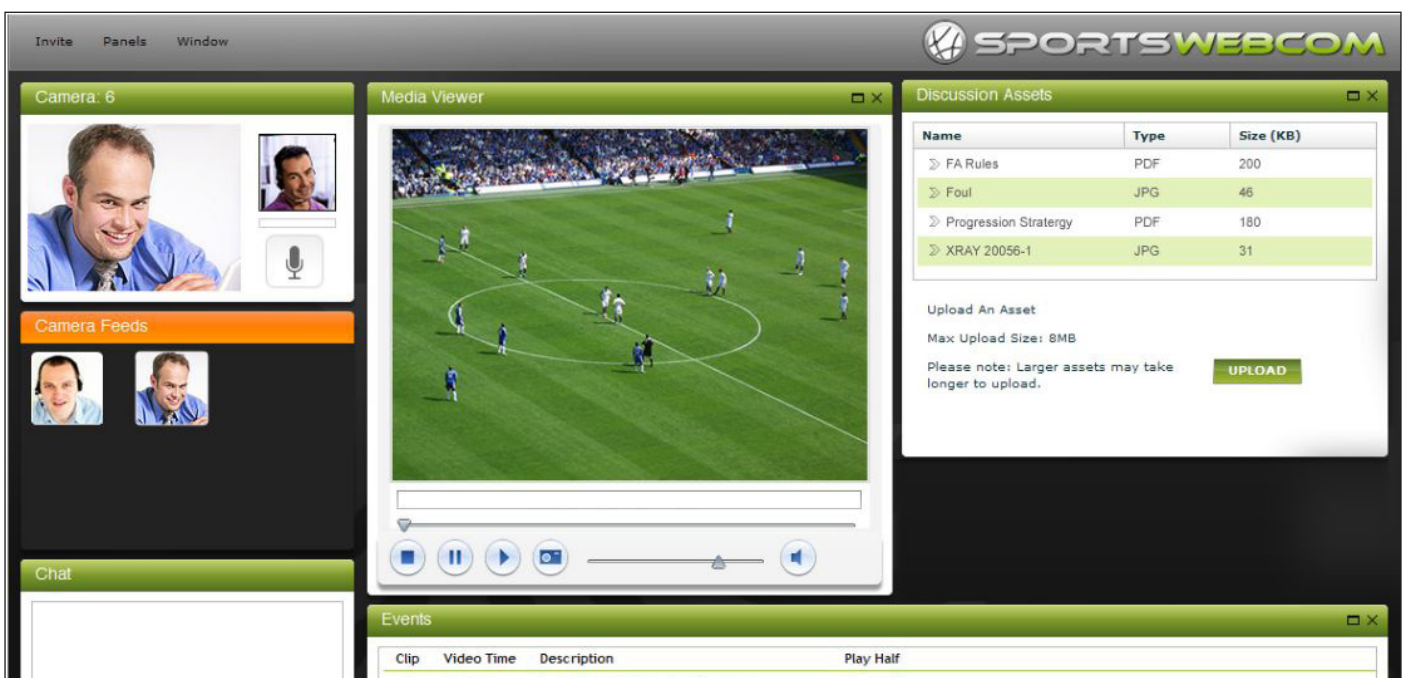 Invite Panels Window
SPORTSWEBCOM
Camera: 6
Media Viewer
Discussion Assets
Name Type Size (KB)
FA Rules PDF 200
Foul JPG 46
Progression Stratergy PDF 180
XRAY 20056-1 JPG 31
Upload An Asset
Max Upload Size: 8MB
Please note: Larger assets may take
longer to upload.
UPLOAD
Camera Feeds
Chat
Events
Clip Video Time Description Play Half